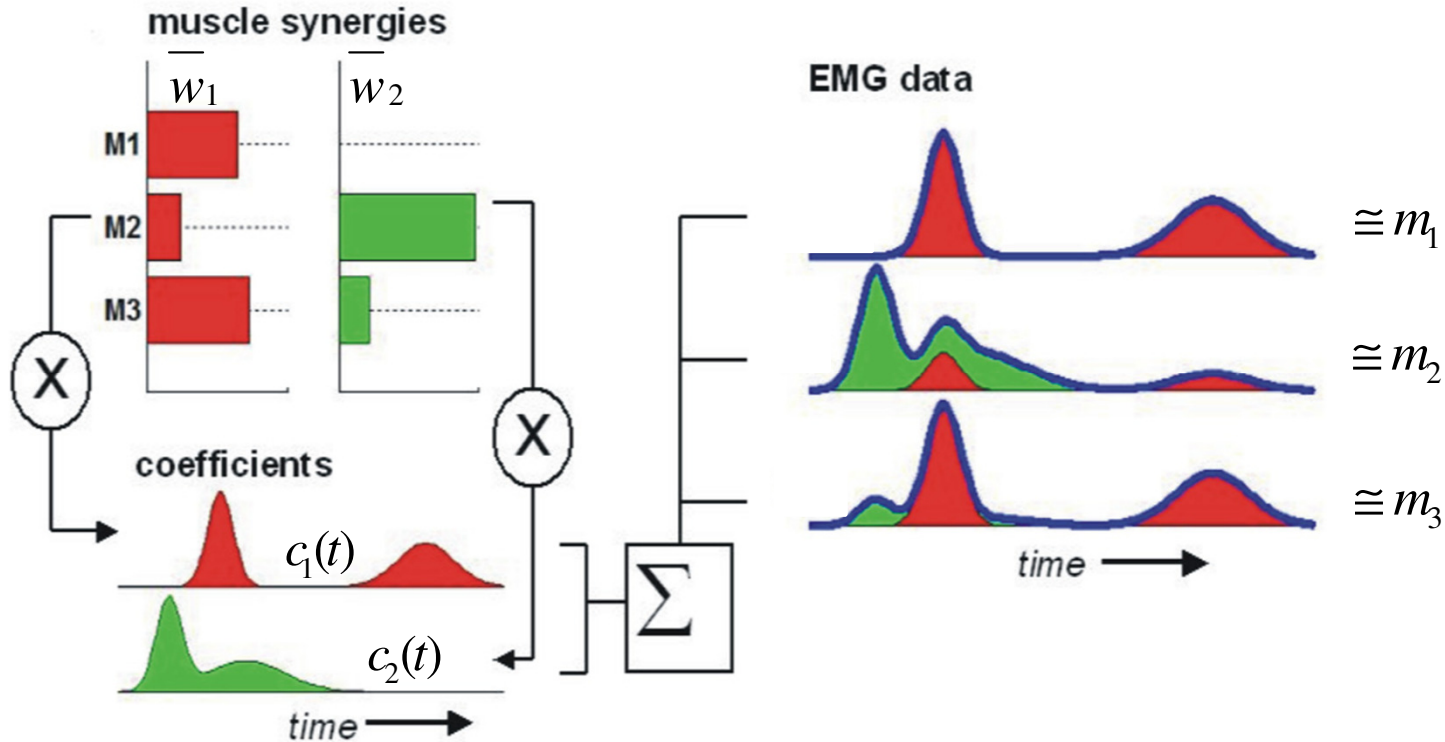 muscle synergies
w̅₁
w̅₂
M1
M2
M3
X
X
coefficients
c₁(t)
c₂(t)
time
Σ
EMG data
≅ m₁
≅ m₂
≅ m₃
time